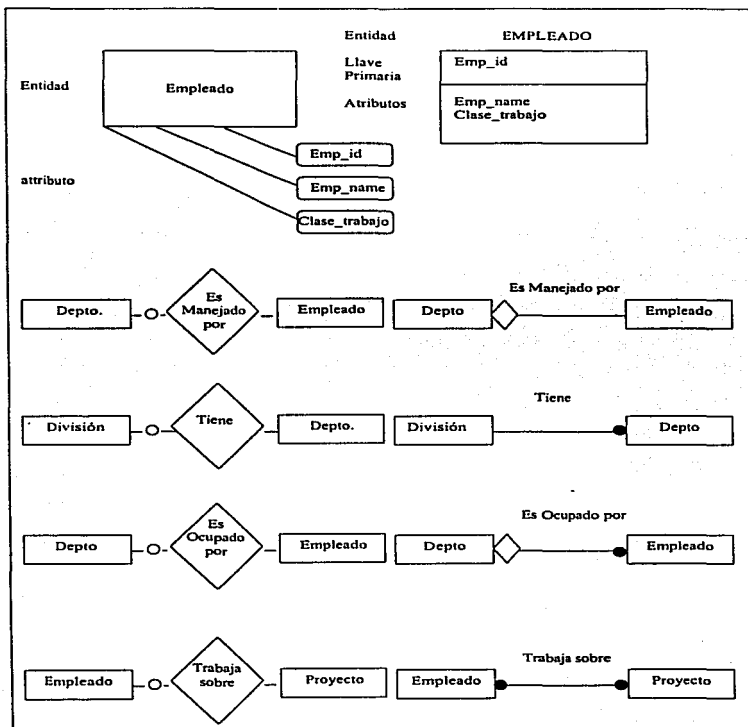 Entidad EMPLEADO
Llave
Primaria
Emp_id
Entidad
Empleado
Atributos
Emp_name
Clase_trabajo
Emp_id
attributo
Emp_name
Clase_trabajo
Depto.
Es
Manejado
por
Empleado
Es Manejado por
Depto
Empleado
División
Tiene
Depto.
Tiene
División
Depto
Depto
Es
Ocupado
por
Empleado
Es Ocupado por
Depto
Empleado
Empleado
Trabaja
sobre
Proyecto
Trabaja sobre
Empleado
Proyecto